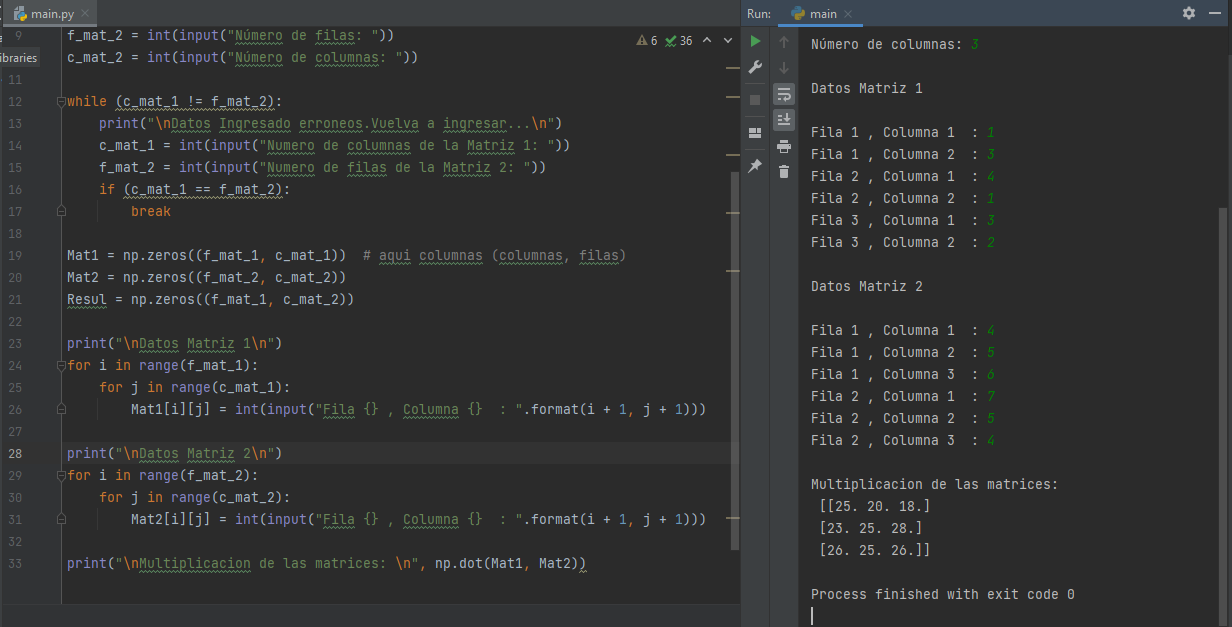 main.py
Run: main
ibraries
9 f_mat_2 = int(input("Número de filas: "))
c_mat_2 = int(input("Número de columnas: "))
11
12 while (c_mat_1 != f_mat_2):
13 print("\nDatos Ingresado erroneos.Vuelva a ingresar...\n")
14 c_mat_1 = int(input("Numero de columnas de la Matriz 1: "))
15 f_mat_2 = int(input("Numero de filas de la Matriz 2: "))
16 if (c_mat_1 == f_mat_2):
17 break
18
19 Mat1 = np.zeros((f_mat_1, c_mat_1))  # aqui columnas (columnas, filas)
20 Mat2 = np.zeros((f_mat_2, c_mat_2))
21 Resul = np.zeros((f_mat_1, c_mat_2))
22
23 print("\nDatos Matriz 1\n")
24 for i in range(f_mat_1):
25 for j in range(c_mat_1):
26 Mat1[i][j] = int(input("Fila {} , Columna {}  : ".format(i + 1, j + 1)))
27
28 print("\nDatos Matriz 2\n")
29 for i in range(f_mat_2):
30 for j in range(c_mat_2):
31 Mat2[i][j] = int(input("Fila {} , Columna {}  : ".format(i + 1, j + 1)))
32
33 print("\nMultiplicacion de las matrices: \n", np.dot(Mat1, Mat2))
6 36
Número de columnas: 3
Datos Matriz 1
Fila 1 , Columna 1  : 1
Fila 1 , Columna 2  : 3
Fila 2 , Columna 1  : 4
Fila 2 , Columna 2  : 1
Fila 3 , Columna 1  : 3
Fila 3 , Columna 2  : 2
Datos Matriz 2
Fila 1 , Columna 1  : 4
Fila 1 , Columna 2  : 5
Fila 1 , Columna 3  : 6
Fila 2 , Columna 1  : 7
Fila 2 , Columna 2  : 5
Fila 2 , Columna 3  : 4
Multiplicacion de las matrices:
[[25. 20. 18.]
[23. 25. 28.]
[26. 25. 26.]]
Process finished with exit code 0